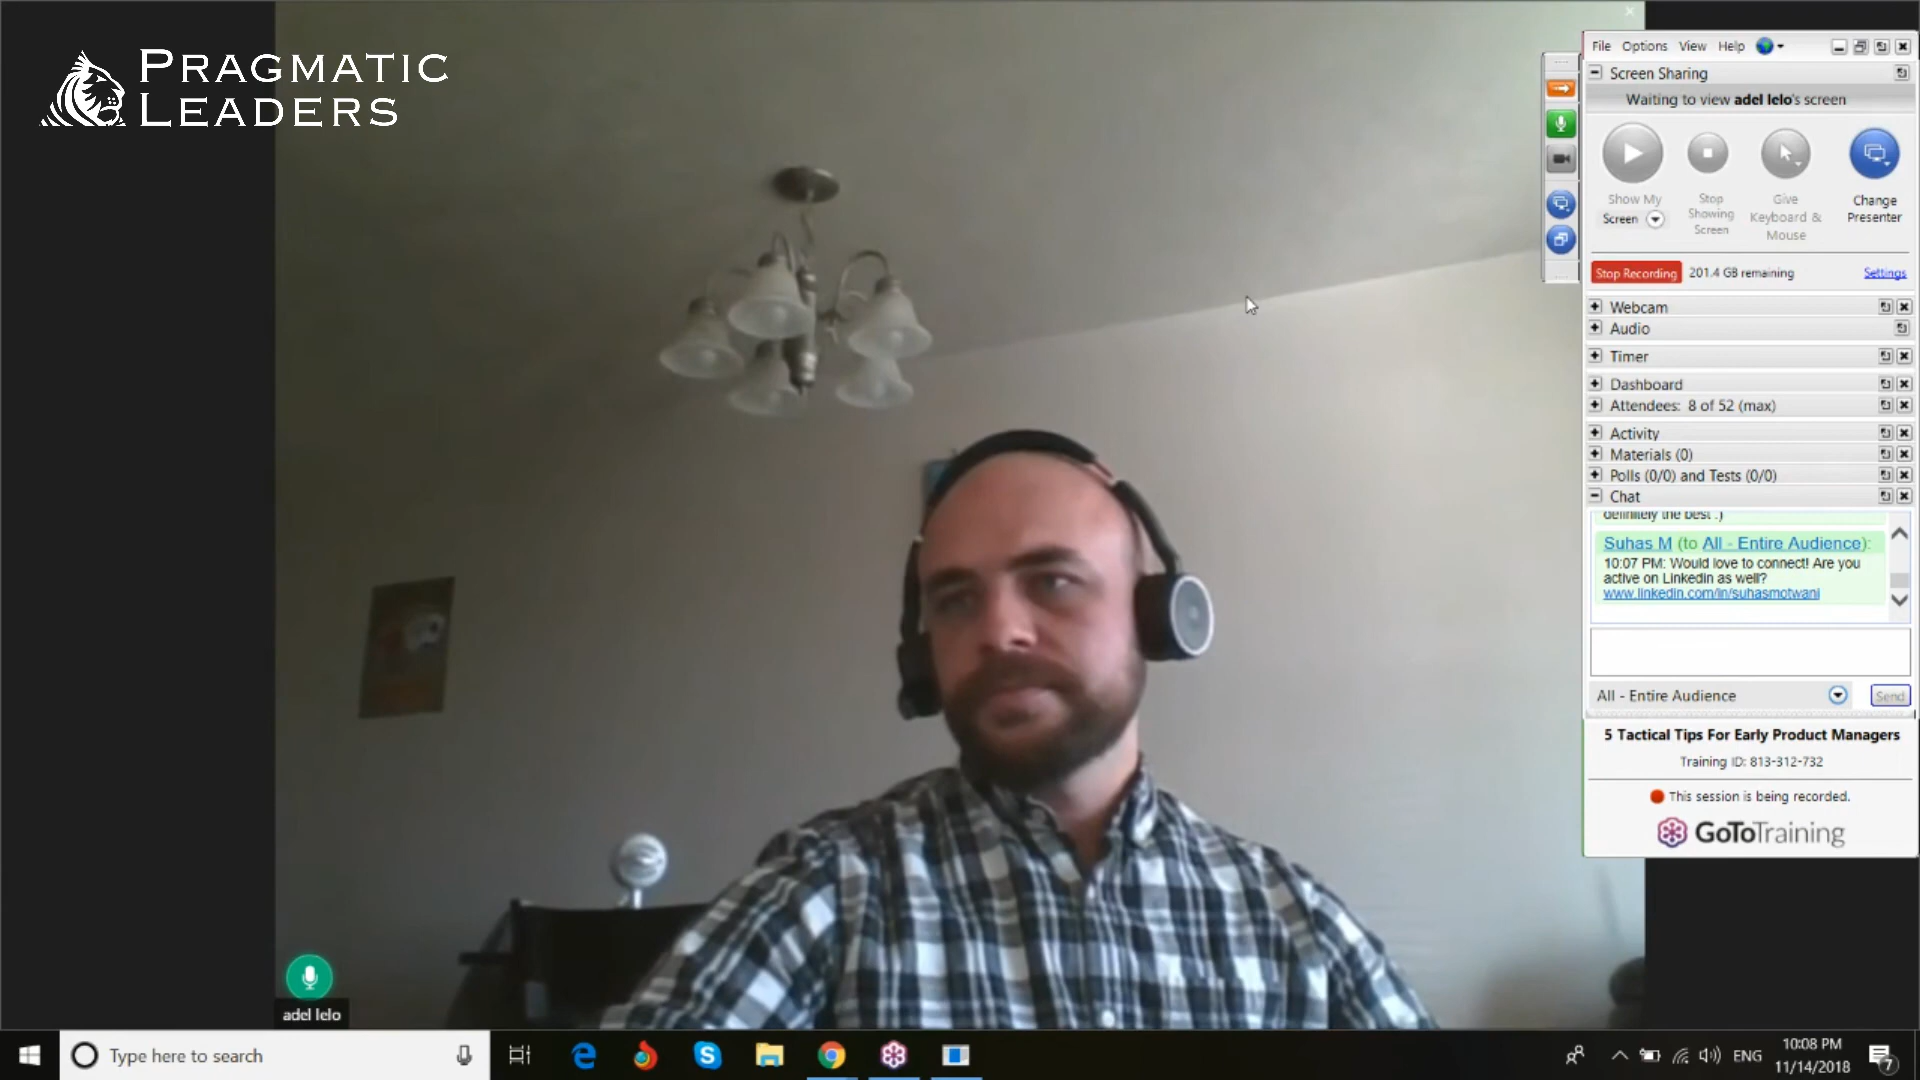 PRAGMATIC
LEADERS
File Options View Help
Screen Sharing
Waiting to view adel lelo's screen
Show My
Screen
Stop
Showing
Screen
Give
Keyboard &
Mouse
Change
Presenter
Stop Recording 201.4 GB remaining Settings
Webcam
Audio
Timer
Dashboard
Attendees: 8 of 52 (max)
Activity
Materials (0)
Polls (0/0) and Tests (0/0)
Chat
definitely the best :)
Suhas M (to All - Entire Audience):
10:07 PM: Would love to connect! Are you
active on Linkedin as well?
www.linkedin.com/in/suhasmotwani
All - Entire Audience Send
5 Tactical Tips For Early Product Managers
Training ID: 813-312-732
This session is being recorded.
GoToTraining
adel lelo
Type here to search
ENG
10:08 PM
11/14/2018
7